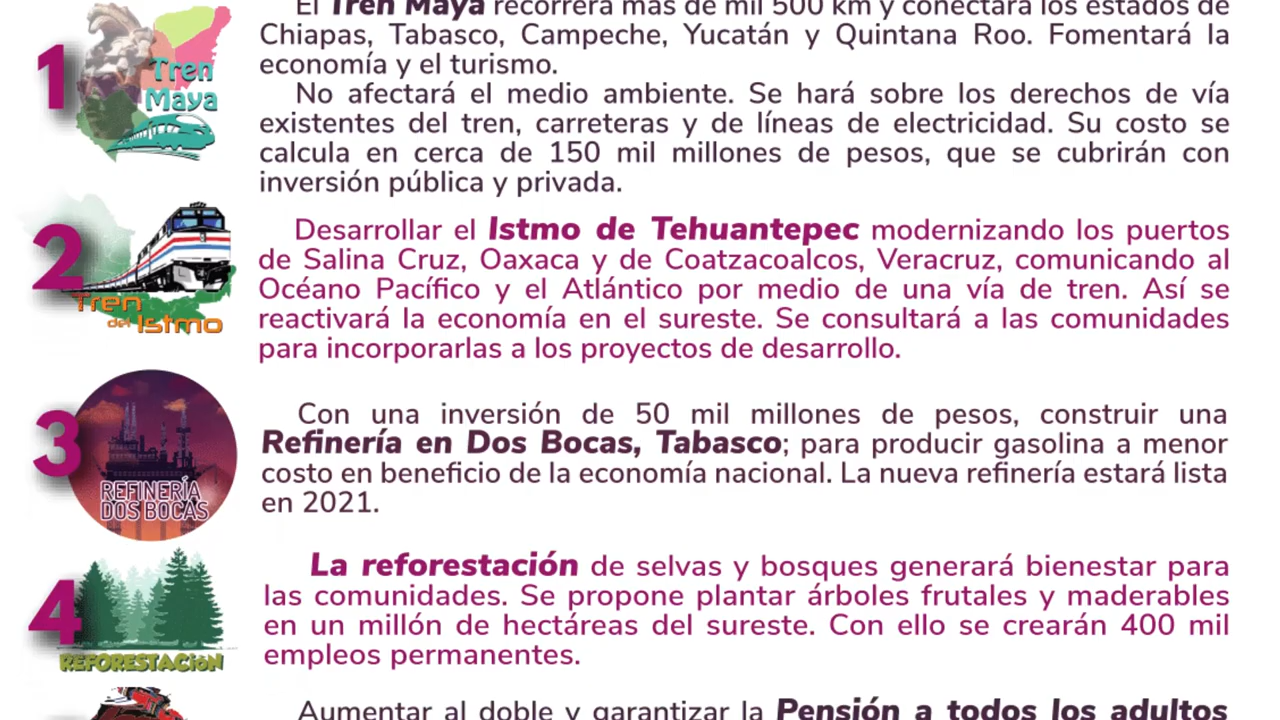 1
Tren
Maya
El Tren Maya recorrerá más de mil 500 km y conectará los estados de
Chiapas, Tabasco, Campeche, Yucatán y Quintana Roo. Fomentará la
economía y el turismo.
No afectará el medio ambiente. Se hará sobre los derechos de vía
existentes del tren, carreteras y de líneas de electricidad. Su costo se
calcula en cerca de 150 mil millones de pesos, que se cubrirán con
inversión pública y privada.
2
Tren
del Istmo
Desarrollar el Istmo de Tehuantepec modernizando los puertos
de Salina Cruz, Oaxaca y de Coatzacoalcos, Veracruz, comunicando al
Océano Pacífico y el Atlántico por medio de una vía de tren. Así se
reactivará la economía en el sureste. Se consultará a las comunidades
para incorporarlas a los proyectos de desarrollo.
3
REFINERÍA
DOS BOCAS
Con una inversión de 50 mil millones de pesos, construir una
Refinería en Dos Bocas, Tabasco; para producir gasolina a menor
costo en beneficio de la economía nacional. La nueva refinería estará lista
en 2021.
4
REFORESTACIÓN
La reforestación de selvas y bosques generará bienestar para
las comunidades. Se propone plantar árboles frutales y maderables
en un millón de hectáreas del sureste. Con ello se crearán 400 mil
empleos permanentes.
Aumentar al doble y garantizar la Pensión a todos los adultos